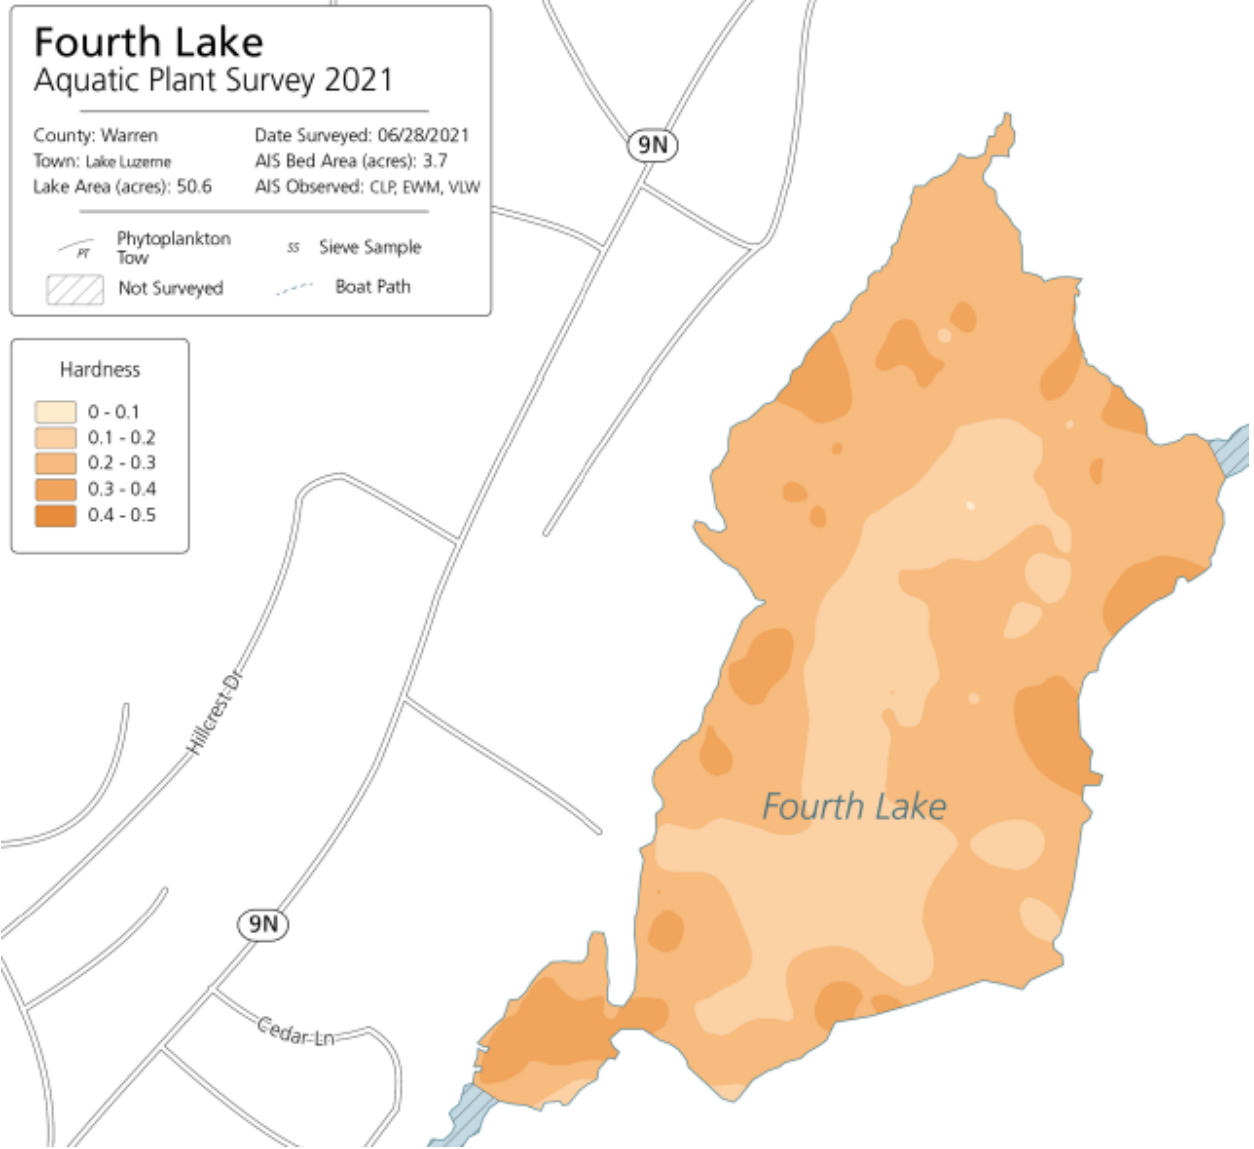 Fourth Lake
Aquatic Plant Survey 2021
County: Warren
Date Surveyed: 06/28/2021
Town: Lake Luzerne
AIS Bed Area (acres): 3.7
Lake Area (acres): 50.6
AIS Observed: CLP, EWM, VLW
PT
Phytoplankton
Tow
SS
Sieve Sample
Not Surveyed
Boat Path
Hardness
0 - 0.1
0.1 - 0.2
0.2 - 0.3
0.3 - 0.4
0.4 - 0.5
9N
Hillcrest Dr
Fourth Lake
9N
Cedar Ln